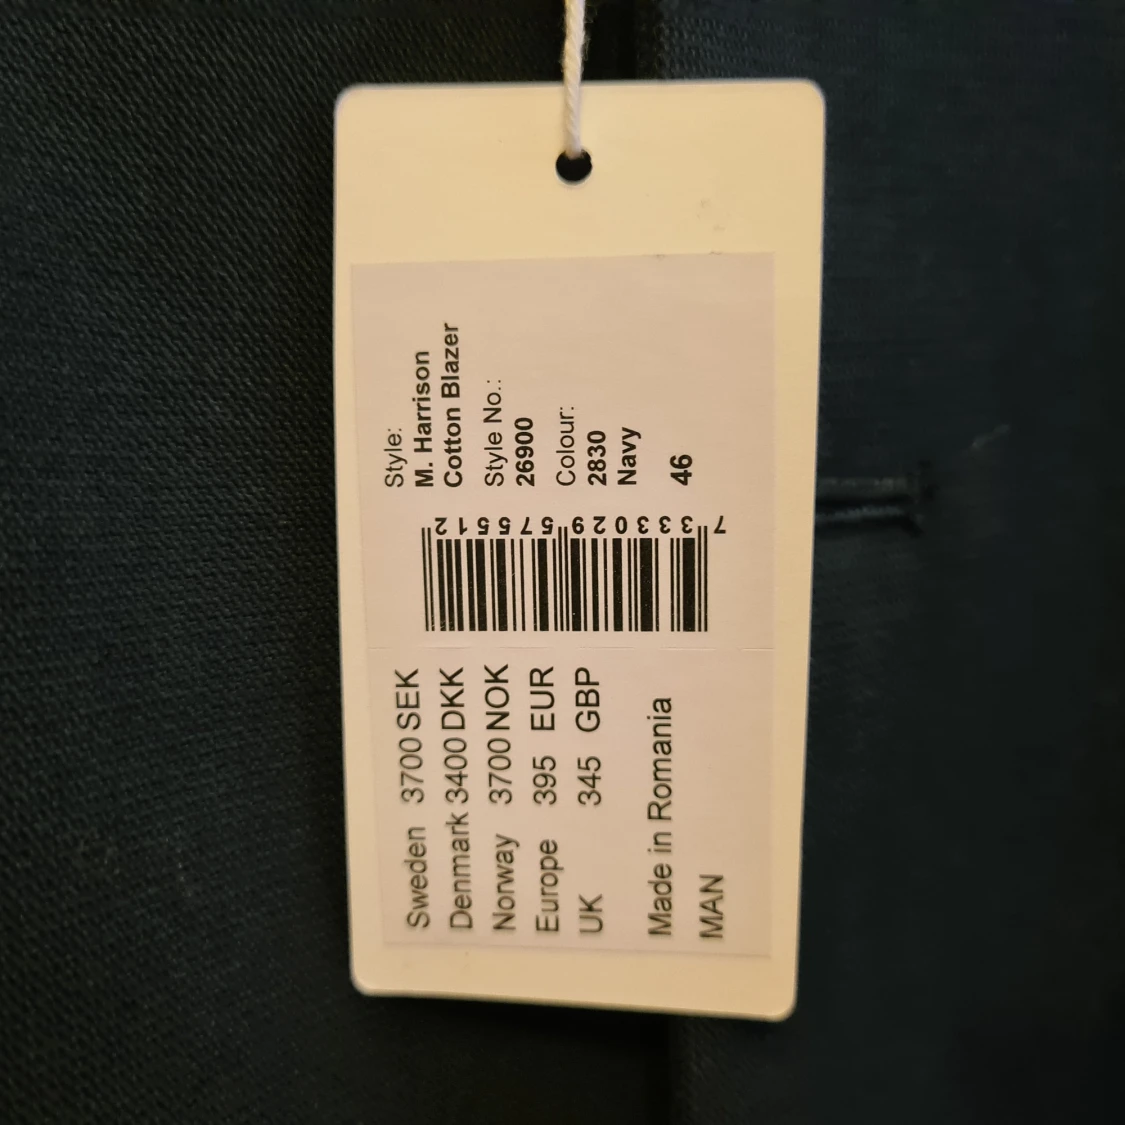 Style:
M. Harrison
Cotton Blazer
Style No.:
26900
Colour:
2830
Navy
46
7 333029 575512
Sweden 3700 SEK
Denmark 3400 DKK
Norway 3700 NOK
Europe 395 EUR
UK 345 GBP
Made in Romania
MAN